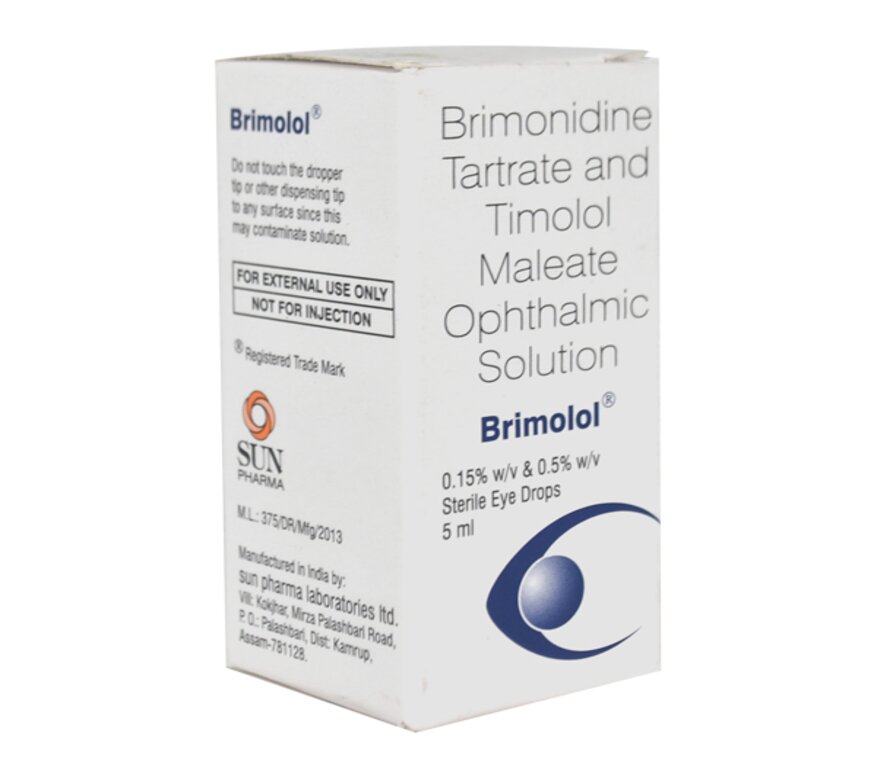 Brimolol®
Do not touch the dropper
tip or other dispensing tip
to any surface since this
may contaminate solution.
FOR EXTERNAL USE ONLY
NOT FOR INJECTION
® Registered Trade Mark
SUN
PHARMA
M.L.: 375/DR/Mfg/2013
Manufactured in India by:
sun pharma laboratories ltd.
Vill: Kokjhar, Mirza Palashbari Road,
P. O.: Palashbari, Dist: Kamrup,
Assam-781128.
Brimonidine
Tartrate and
Timolol
Maleate
Ophthalmic
Solution
Brimolol®
0.15% w/v & 0.5% w/v
Sterile Eye Drops
5 ml